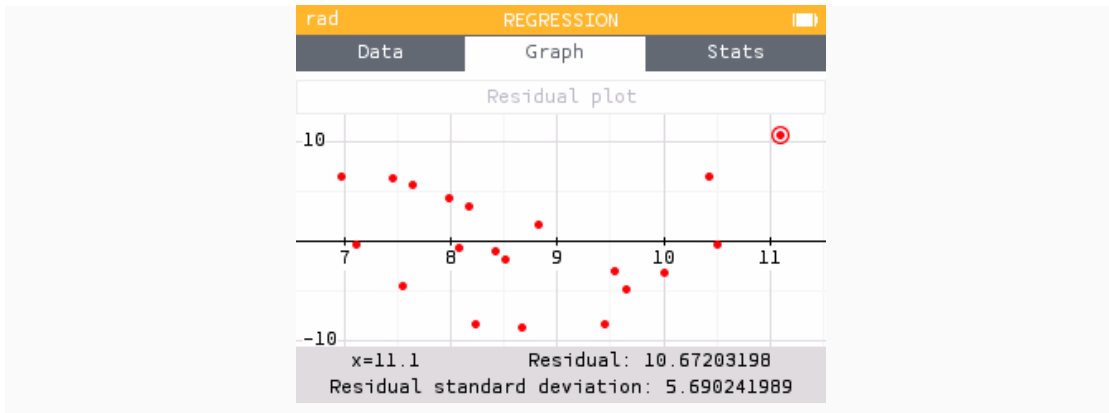 rad REGRESSION
Data Graph Stats
Residual plot
10
7 8 9 10 11
-10
x=11.1 Residual: 10.67203198
Residual standard deviation: 5.690241989